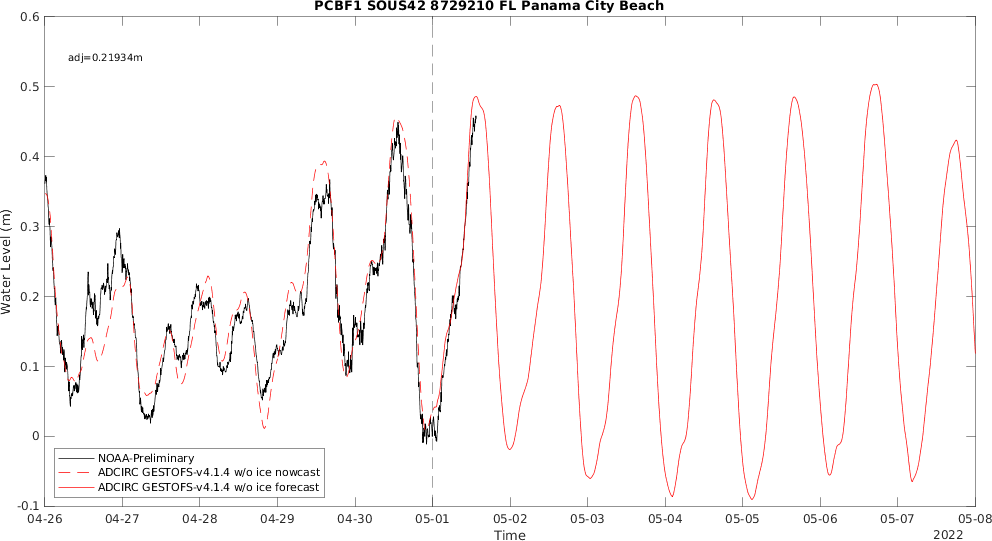 PCBF1 SOUS42 8729210 FL Panama City Beach
0.6
adj=0.21934m
0.5
0.4
0.3
Water Level (m)
0.2
0.1
0
NOAA-Preliminary
ADCIRC GESTOFS-v4.1.4 w/o ice nowcast
ADCIRC GESTOFS-v4.1.4 w/o ice forecast
-0.1
04-26 04-27 04-28 04-29 04-30 05-01 05-02 05-03 05-04 05-05 05-06 05-07 05-08
Time
2022